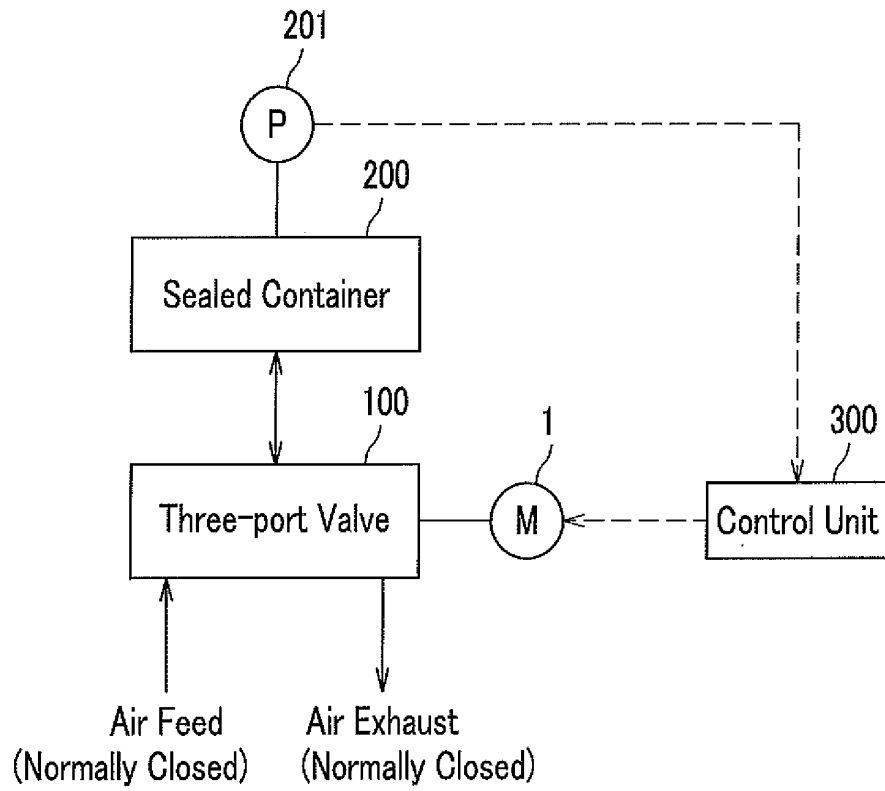 201
P
200
Sealed Container
100
1
300
Three-port Valve
M
Control Unit
Air Feed
(Normally Closed)
Air Exhaust
(Normally Closed)